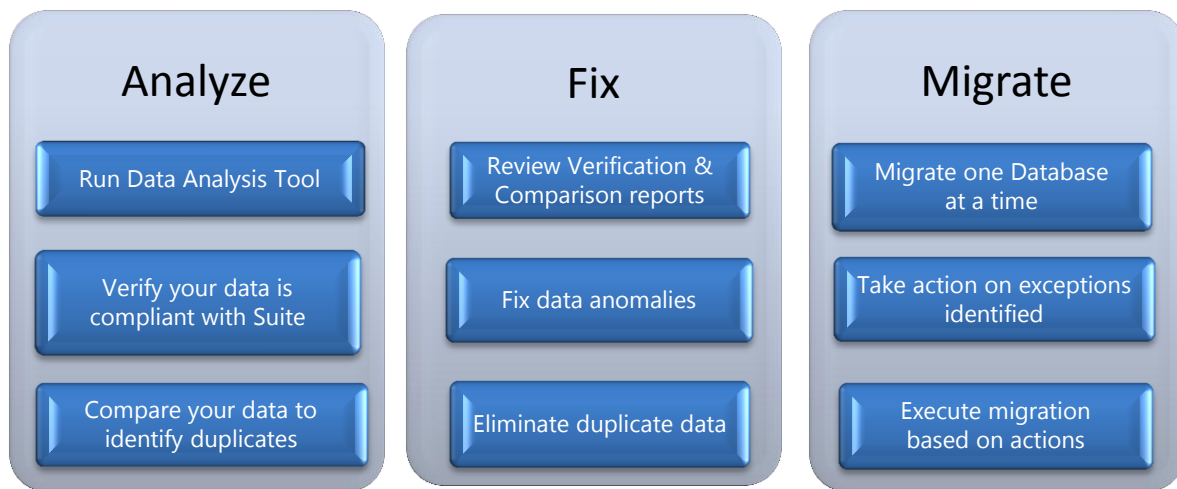 Analyze
Run Data Analysis Tool
Verify your data is
compliant with Suite
Compare your data to
identify duplicates
Fix
Review Verification &
Comparison reports
Fix data anomalies
Eliminate duplicate data
Migrate
Migrate one Database
at a time
Take action on exceptions
identified
Execute migration
based on actions